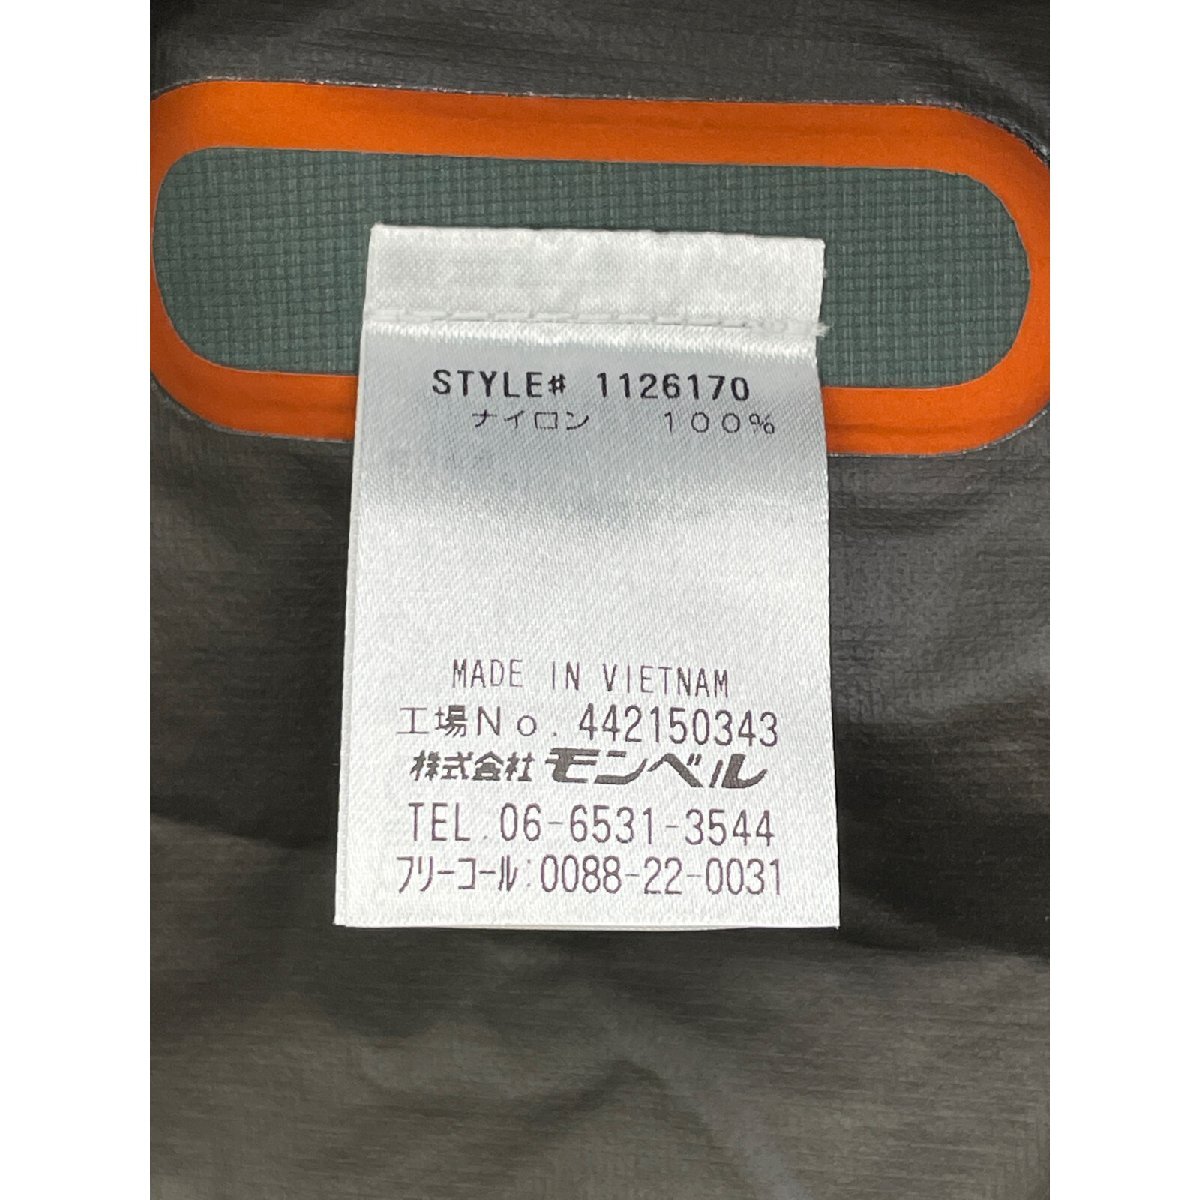 STYLE# 1126170
ナイロン 100%
MADE IN VIETNAM
工場No. 442150343
株式会社モンベル
TEL. 06-6531-3544
フリーコール:0088-22-0031